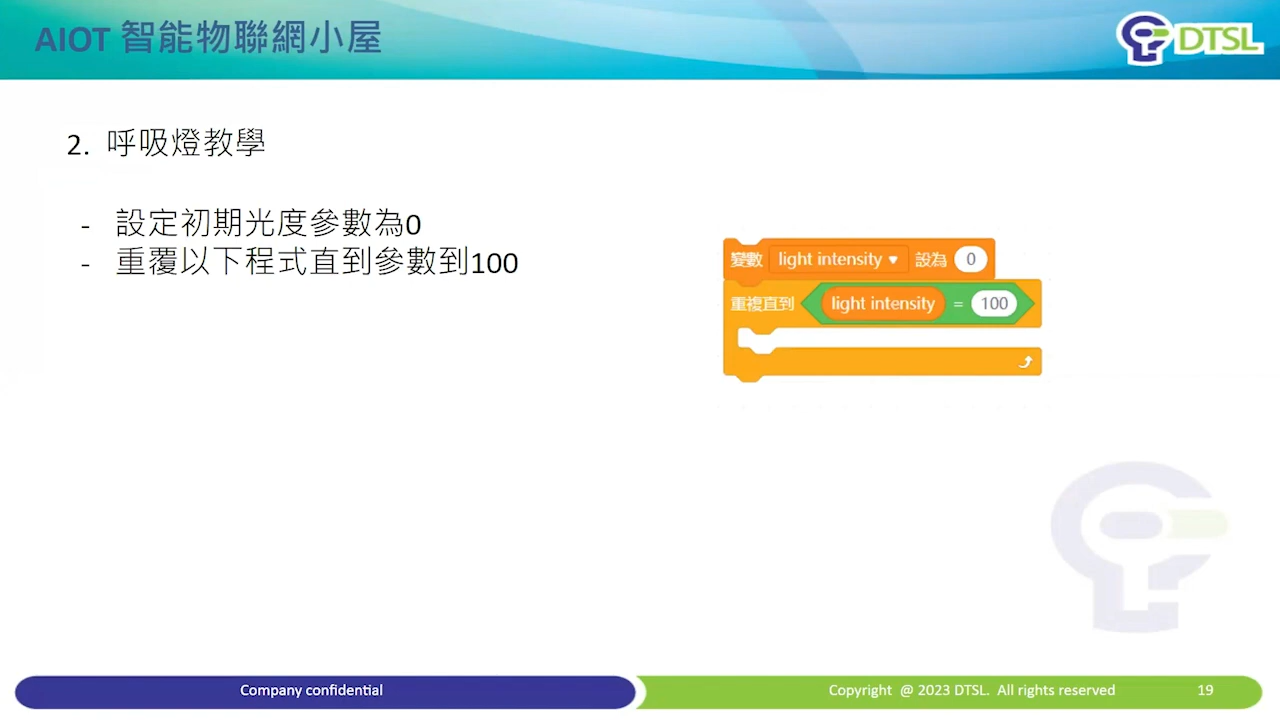 AIOT 智能物聯網小屋
DTSL
2. 呼吸燈教學
- 設定初期光度參數為0
- 重覆以下程式直到參數到100
變數 light intensity ▾ 設為 0
重複直到 light intensity = 100
Company confidential
Copyright @ 2023 DTSL. All rights reserved
19